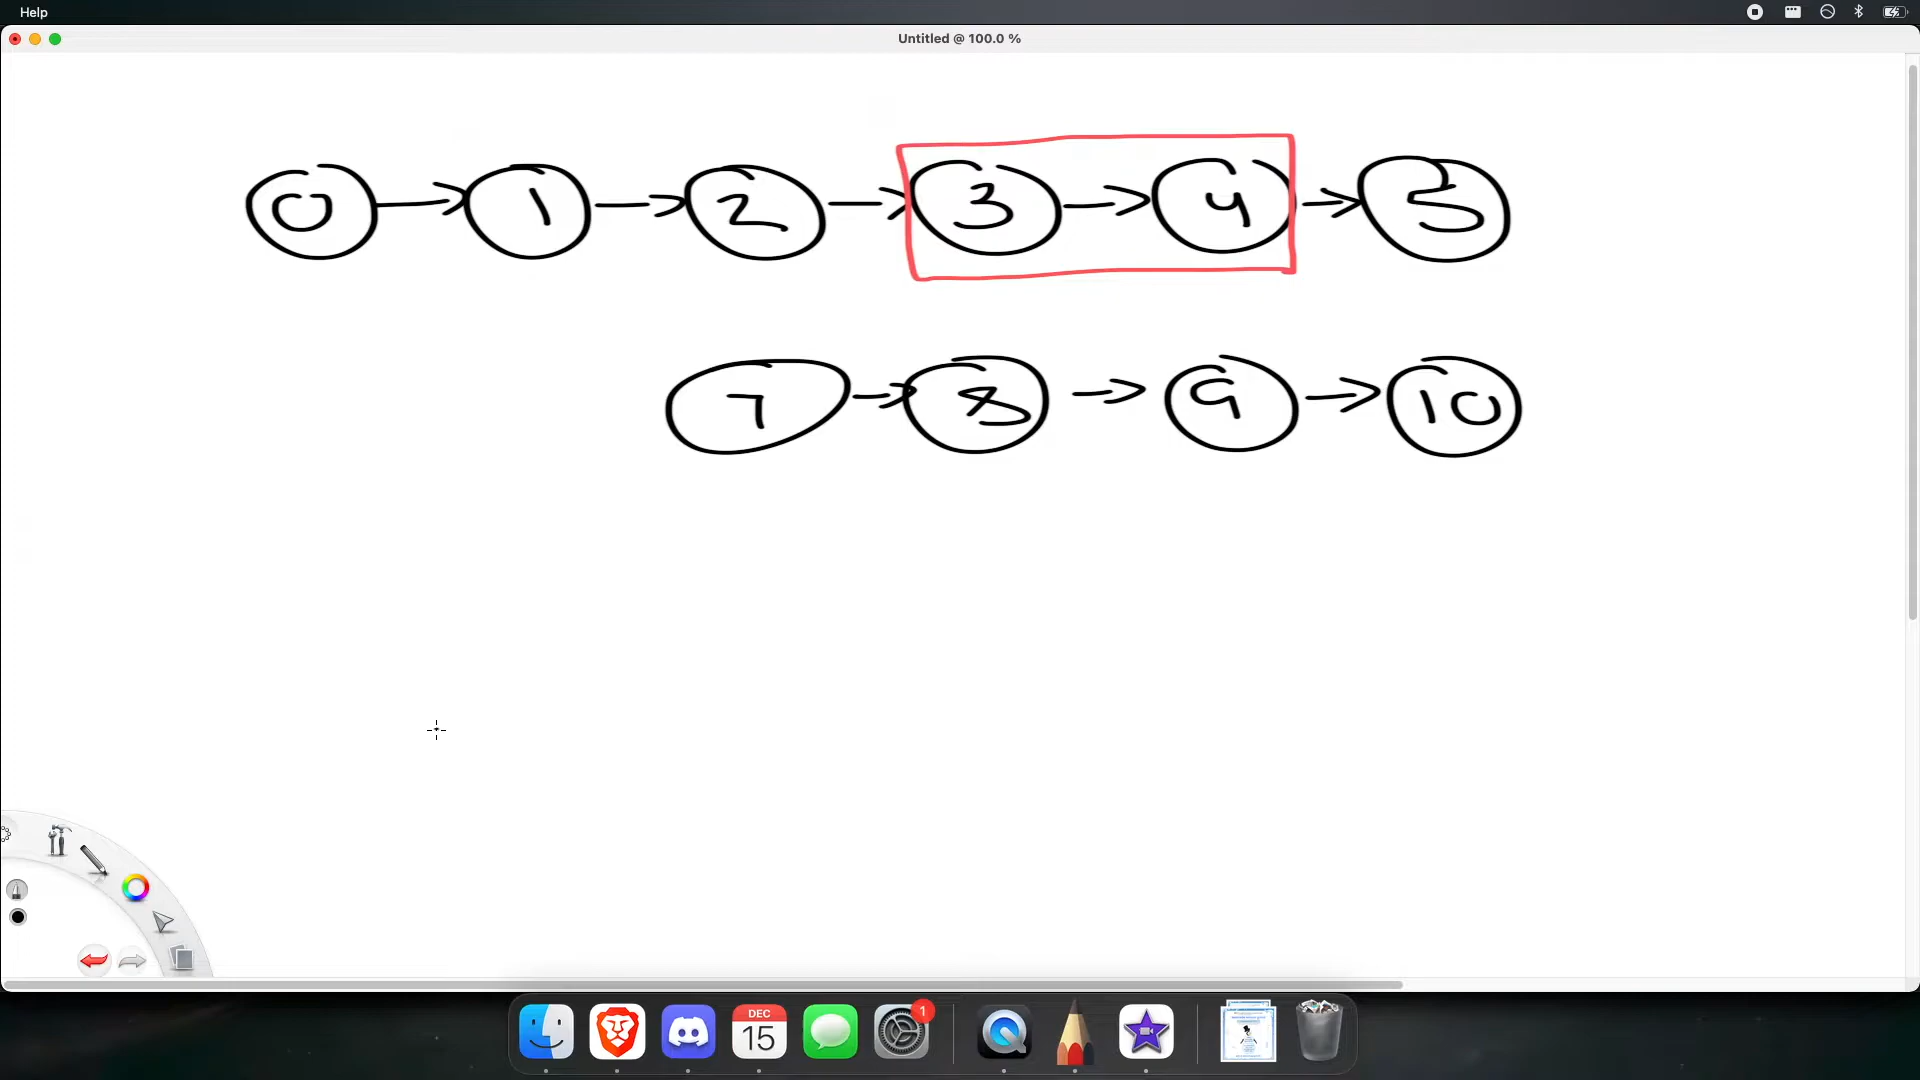 Help
Untitled @ 100.0 %
0 → 1 → 2 → 3 → 4 → 5
7 → 8 → 9 → 10
DEC
15
1